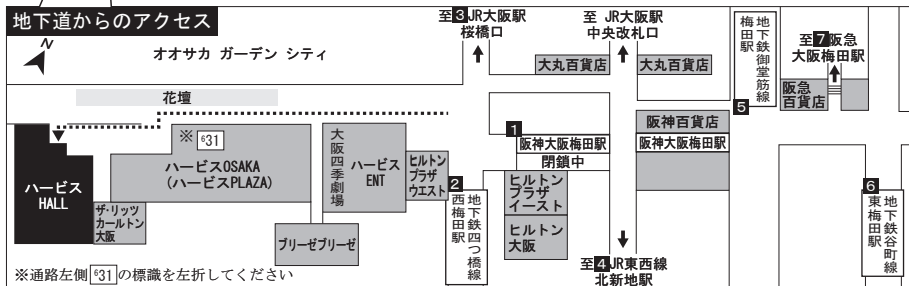 地下道からのアクセス
N
オオサカ ガーデン シティ
至3JR大阪駅
桜橋口
至 JR大阪駅
中央改札口
地下鉄御堂筋線
梅田駅
至7阪急
大阪梅田駅
大丸百貨店
大丸百貨店
阪急
百貨店
5
花壇
阪神百貨店
阪神大阪梅田駅
1
阪神大阪梅田駅
閉鎖中
※ 631
ハービスOSAKA
(ハービスPLAZA)
大阪四季劇場
ハービス
ENT
ヒルトン
プラザ
ウエスト
ハービス
HALL
2
地下鉄四つ橋線
西梅田駅
ヒルトン
プラザ
イースト
ヒルトン
大阪
6
地下鉄谷町線
東梅田駅
ザ・リッツ
カールトン
大阪
ブリーゼブリーゼ
至4JR東西線
北新地駅
※通路左側631の標識を左折してください